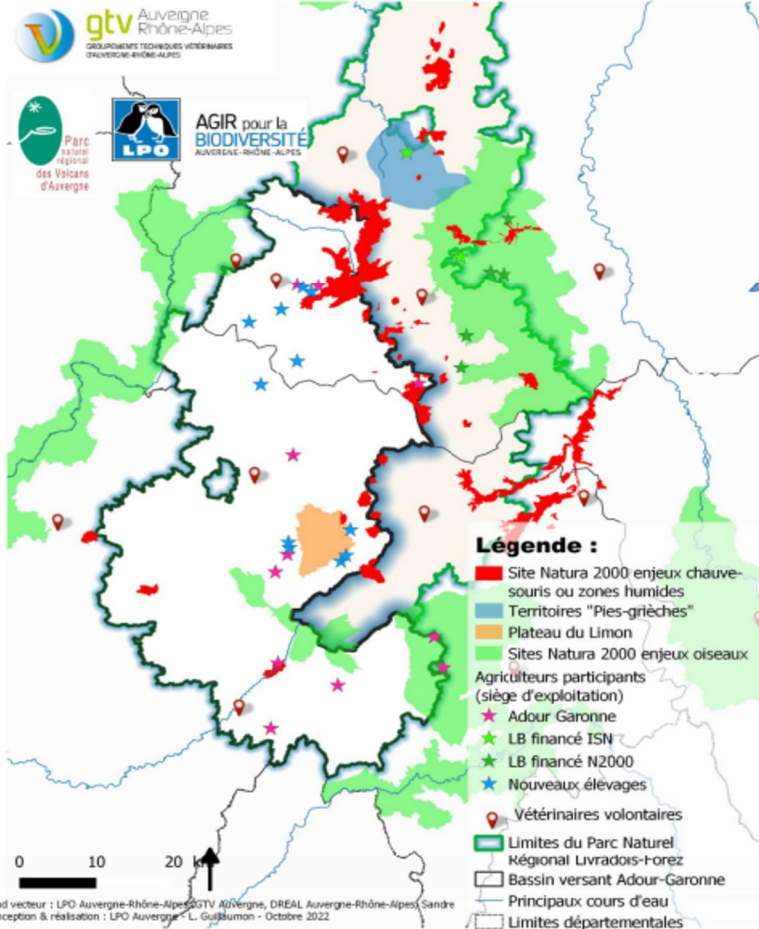 gtv Auvergne
Rhône-Alpes
GROUPEMENTS TECHNIQUES VÉTÉRINAIRES
D'AUVERGNE-RHÔNE-ALPES
Parc
naturel
régional
des Volcans
d'Auvergne
LPO
AGIR pour la
BIODIVERSITÉ
AUVERGNE-RHÔNE-ALPES
Légende :
Site Natura 2000 enjeux chauve-
souris ou zones humides
Territoires "Pies-grièches"
Plateau du Limon
Sites Natura 2000 enjeux oiseaux
Agriculteurs participants
(siège d'exploitation)
Adour Garonne
LB financé ISN
LB financé N2000
Nouveaux élevages
Vétérinaires volontaires
Limites du Parc Naturel
Régional Livradois-Forez
Bassin versant Adour-Garonne
Principaux cours d'eau
Limites départementales
0 10 20
d vecteur : LPO Auvergne-Rhône-Alpes, GTV Auvergne, DREAL Auvergne-Rhône-Alpes, Sandre
ception & réalisation : LPO Auvergne - L. Guillaumon - Octobre 2022